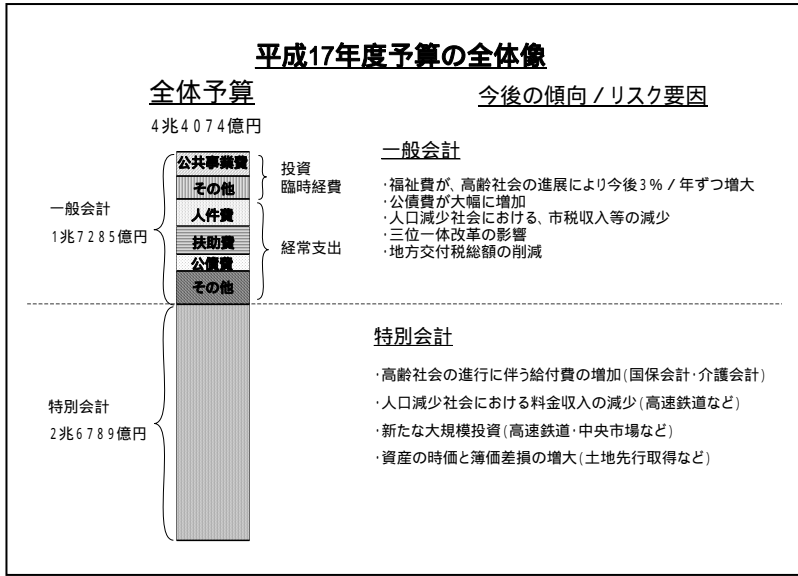 平成17年度予算の全体像
全体予算
4兆4074億円
一般会計
1兆7285億円
公共事業費
その他
人件費
扶助費
公債費
その他
投資
臨時経費
経常支出
特別会計
2兆6789億円
今後の傾向/リスク要因
一般会計
・福祉費が、高齢社会の進展により今後3%/年ずつ増大
・公債費が大幅に増加
・人口減少社会における、市税収入等の減少
・三位一体改革の影響
・地方交付税総額の削減
特別会計
・高齢社会の進行に伴う給付費の増加(国保会計・介護会計)
・人口減少社会における料金収入の減少(高速鉄道など)
・新たな大規模投資(高速鉄道・中央市場など)
・資産の時価と簿価差損の増大(土地先行取得など)